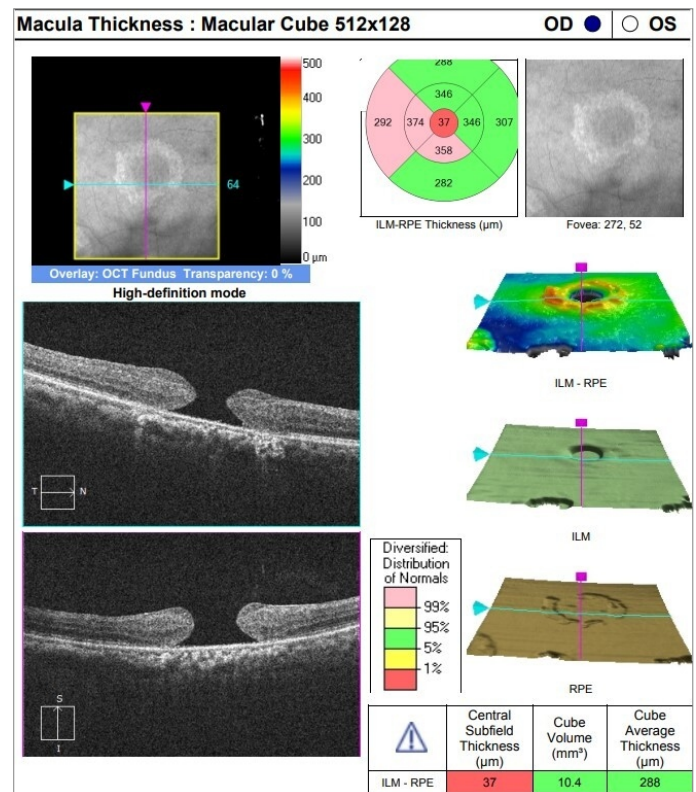 Macula Thickness : Macular Cube 512x128
OD
OS
500
400
300
200
100
0 µm
64
Overlay: OCT Fundus Transparency: 0 %
288
346
292
374
37
346
307
358
282
ILM-RPE Thickness (µm)
Fovea: 272, 52
High-definition mode
T
N
S
I
ILM - RPE
ILM
RPE
Diversified:
Distribution
of Normals
99%
95%
5%
1%
Central
Subfield
Thickness
(µm)
Cube
Volume
(mm³)
Cube
Average
Thickness
(µm)
ILM - RPE
37
10.4
288